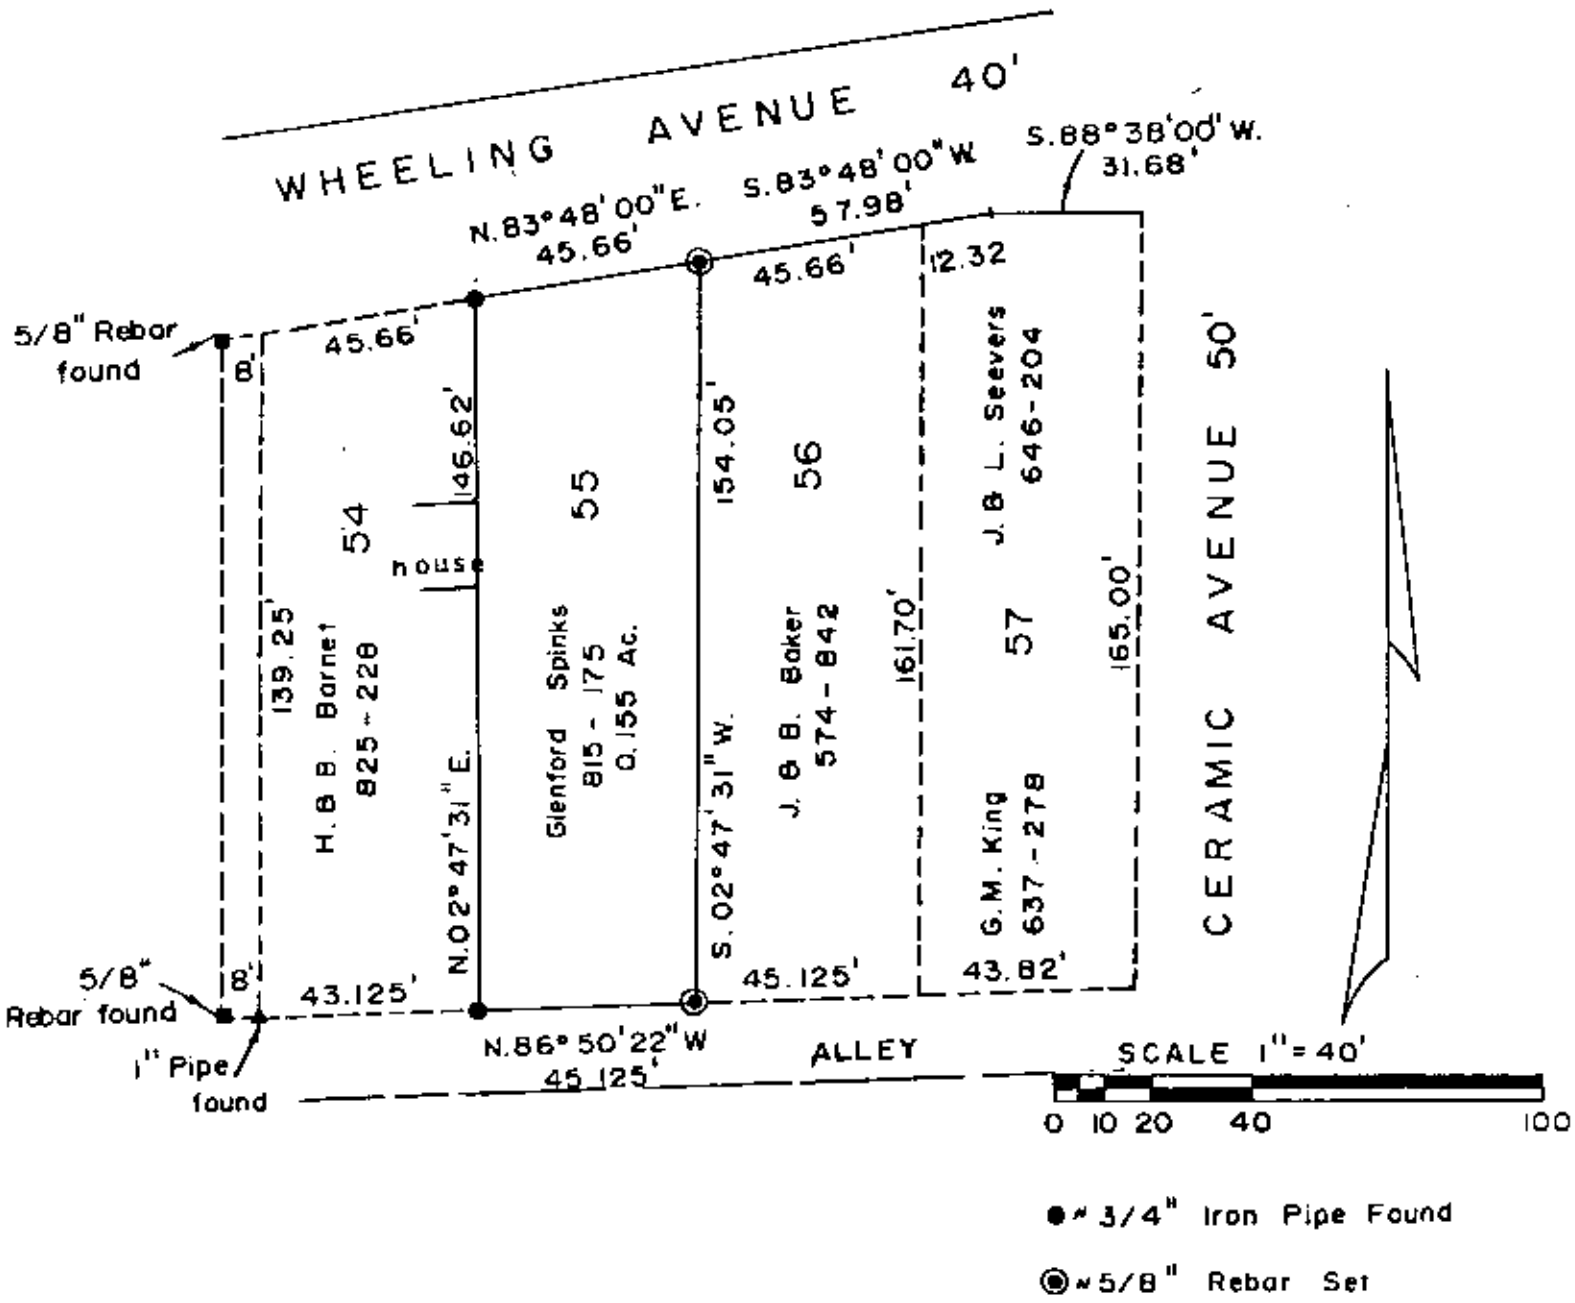 WHEELING AVENUE 40'
S.88°38'00" W.
31.68'
N.83°48'00"E.
45.66'
S.83°48'00"W.
57.98'
45.66'
12.32
5/8" Rebar
found
8'
45.66'
146.62'
154.05'
54
55
56
57
house
139.25'
H. & B. Barnet
825-228
Glenford Spinks
815-175
0.155 Ac.
J. & B. Baker
574-842
161.70'
J. & L. Seevers
646-204
G.M. King
637-278
165.00'
CERAMIC AVENUE 50'
N.02°47'31"E.
S.02°47'31"W.
5/8"
Rebar found
8'
43.125'
45.125'
43.82'
1" Pipe
found
N.86°50'22"W
45.125'
ALLEY
SCALE 1"=40'
0 10 20 40 100
3/4" Iron Pipe Found
5/8" Rebar Set